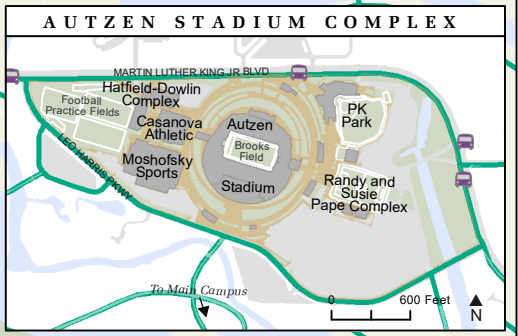 AUTZEN STADIUM COMPLEX
MARTIN LUTHER KING JR BLVD
Hatfield-Dowlin
Complex
Football
Practice Fields
Casanova
Athletic
Autzen
Brooks
Field
Stadium
PK
Park
LEO HARRIS PKWY
Moshofsky
Sports
Randy and
Susie
Pape Complex
To Main Campus
0 600 Feet
N